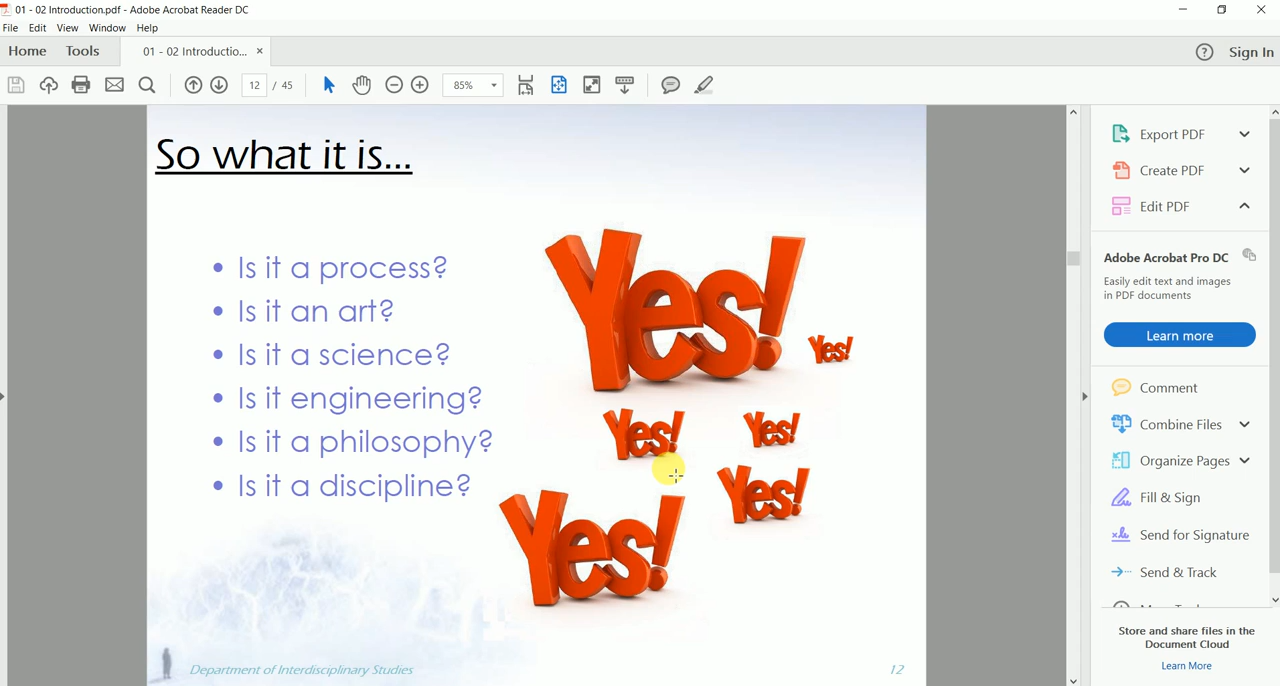 01 - 02 Introduction.pdf - Adobe Acrobat Reader DC
File Edit View Window Help
Home Tools 01 - 02 Introductio... × Sign In
12 / 45 85%
So what it is...
• Is it a process?
• Is it an art?
• Is it a science?
• Is it engineering?
• Is it a philosophy?
• Is it a discipline?
Yes!
Yes!
Yes!
Yes!
Yes!
Yes!
Department of Interdisciplinary Studies 12
Export PDF
Create PDF
Edit PDF
Adobe Acrobat Pro DC
Easily edit text and images
in PDF documents
Learn more
Comment
Combine Files
Organize Pages
Fill & Sign
Send for Signature
Send & Track
Store and share files in the
Document Cloud
Learn More